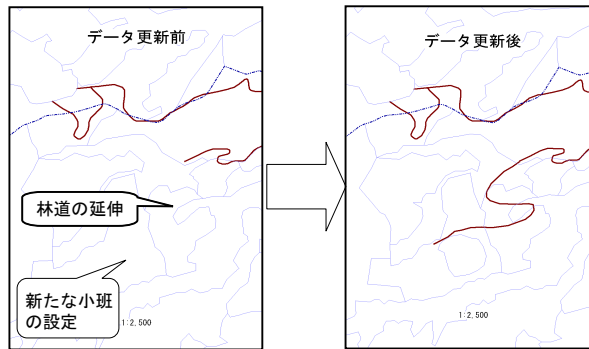 データ更新前
林道の延伸
新たな小班
の設定
1:2,500
データ更新後
1:2,500